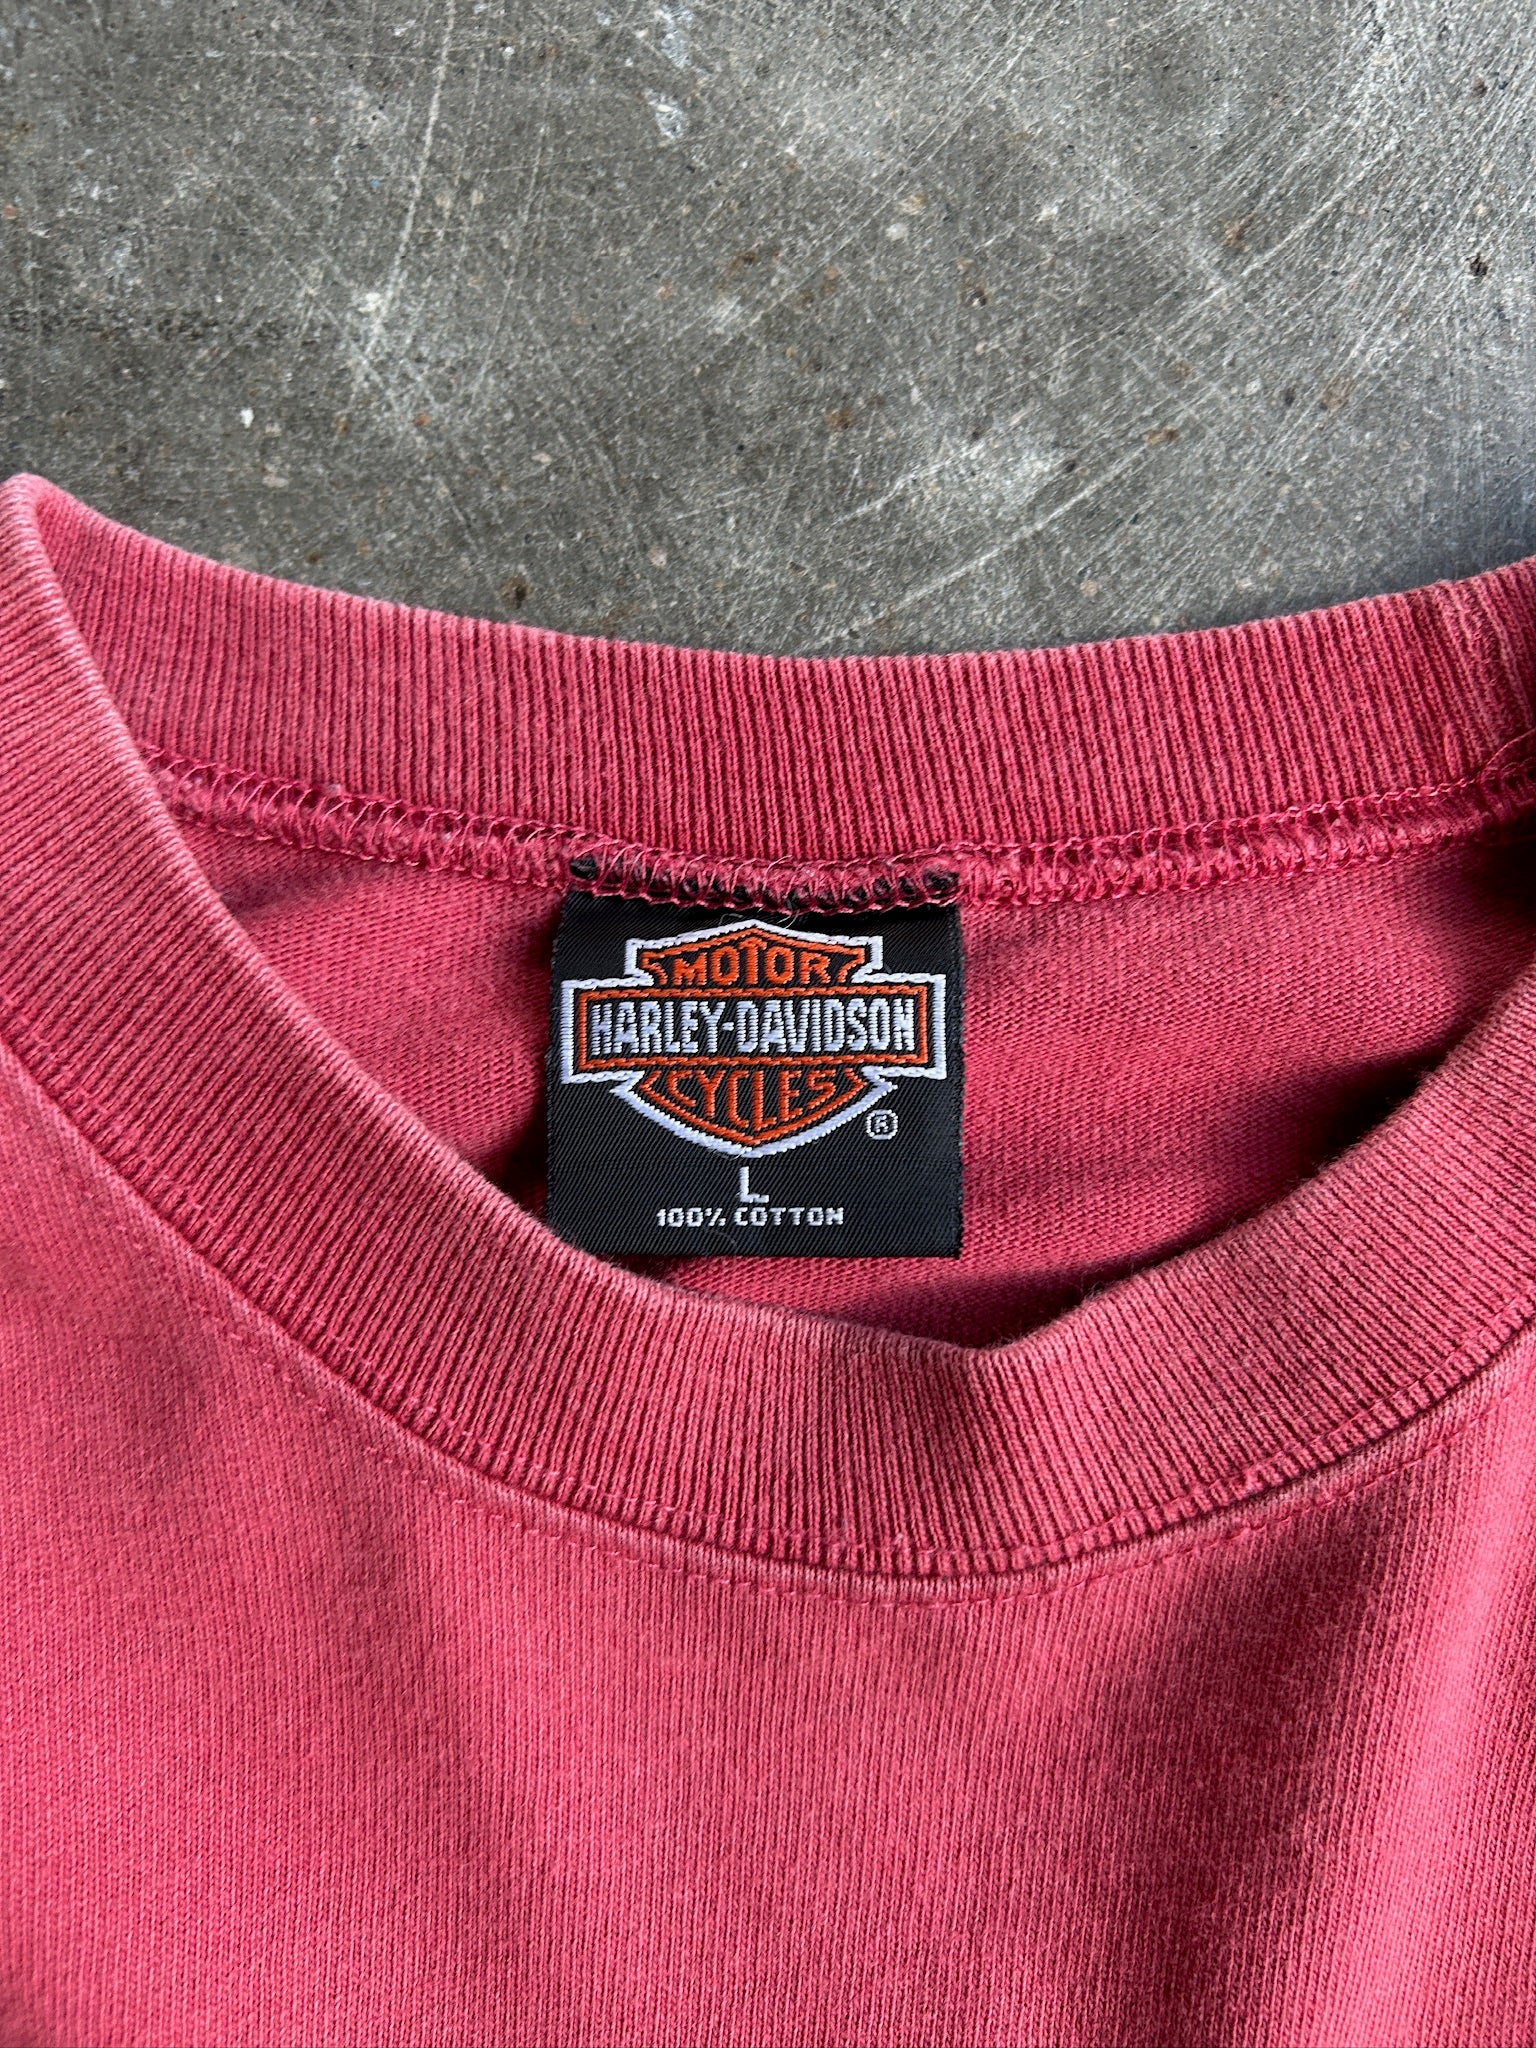 MOTOR
HARLEY-DAVIDSON
CYCLES
®
L
100% COTTON